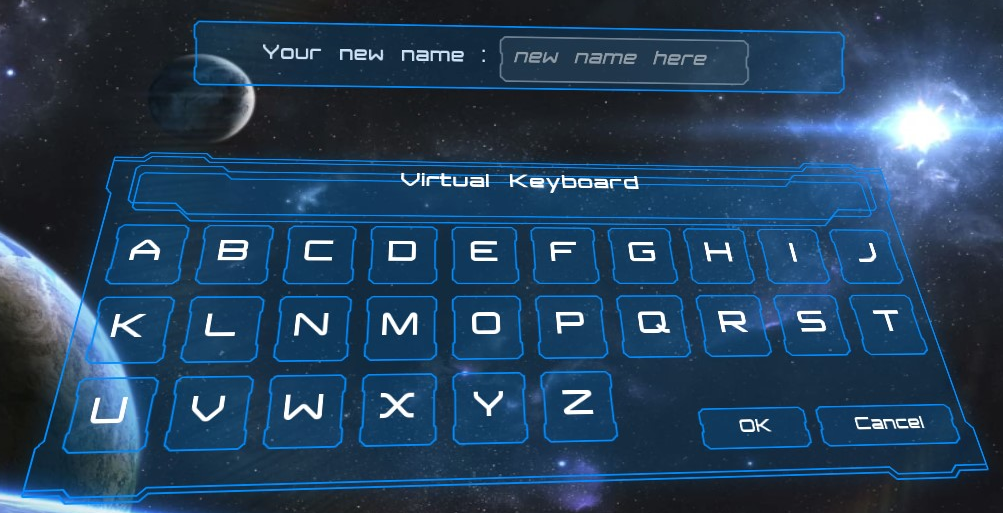 Your new name : new name here
Virtual Keyboard
A B C D E F G H I J
K L N M O P Q R S T
U V W X Y Z
OK Cancel